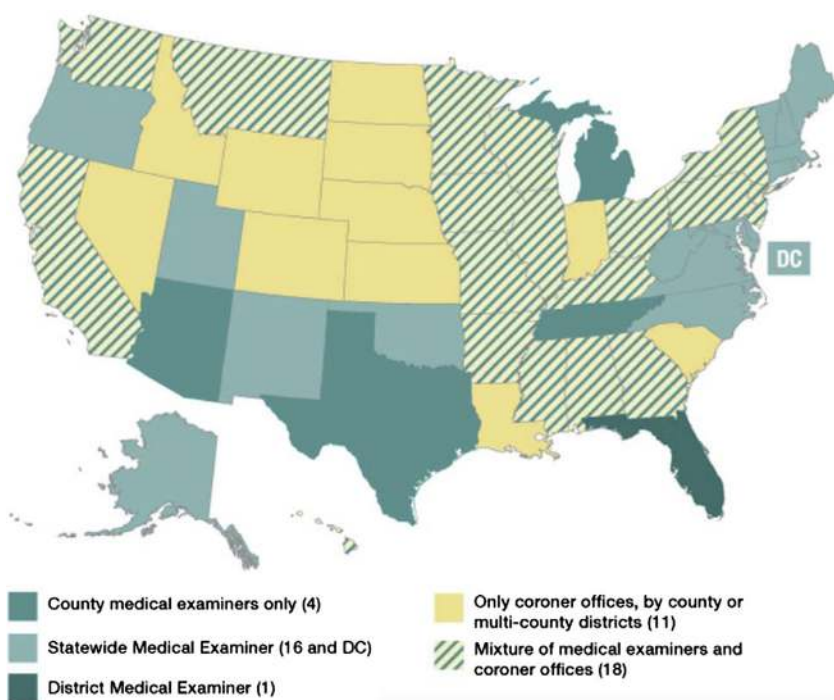 DC
County medical examiners only (4)
Statewide Medical Examiner (16 and DC)
District Medical Examiner (1)
Only coroner offices, by county or
multi-county districts (11)
Mixture of medical examiners and
coroner offices (18)